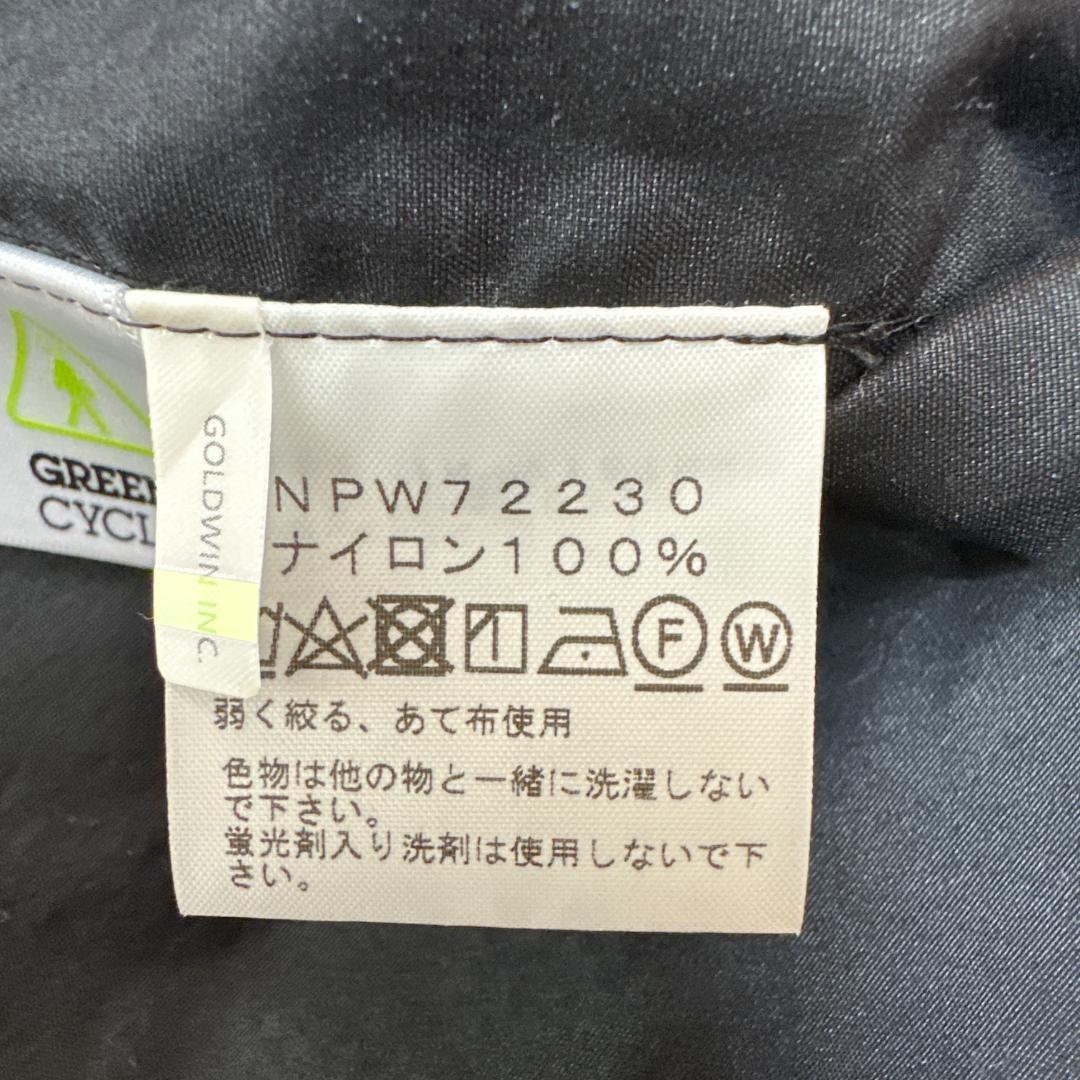 GREEN
CYCL
GOLDWIN INC.
NPW72230
ナイロン100%
F W
弱く絞る、あて布使用
色物は他の物と一緒に洗濯しない
で下さい。
蛍光剤入り洗剤は使用しないで下
さい。